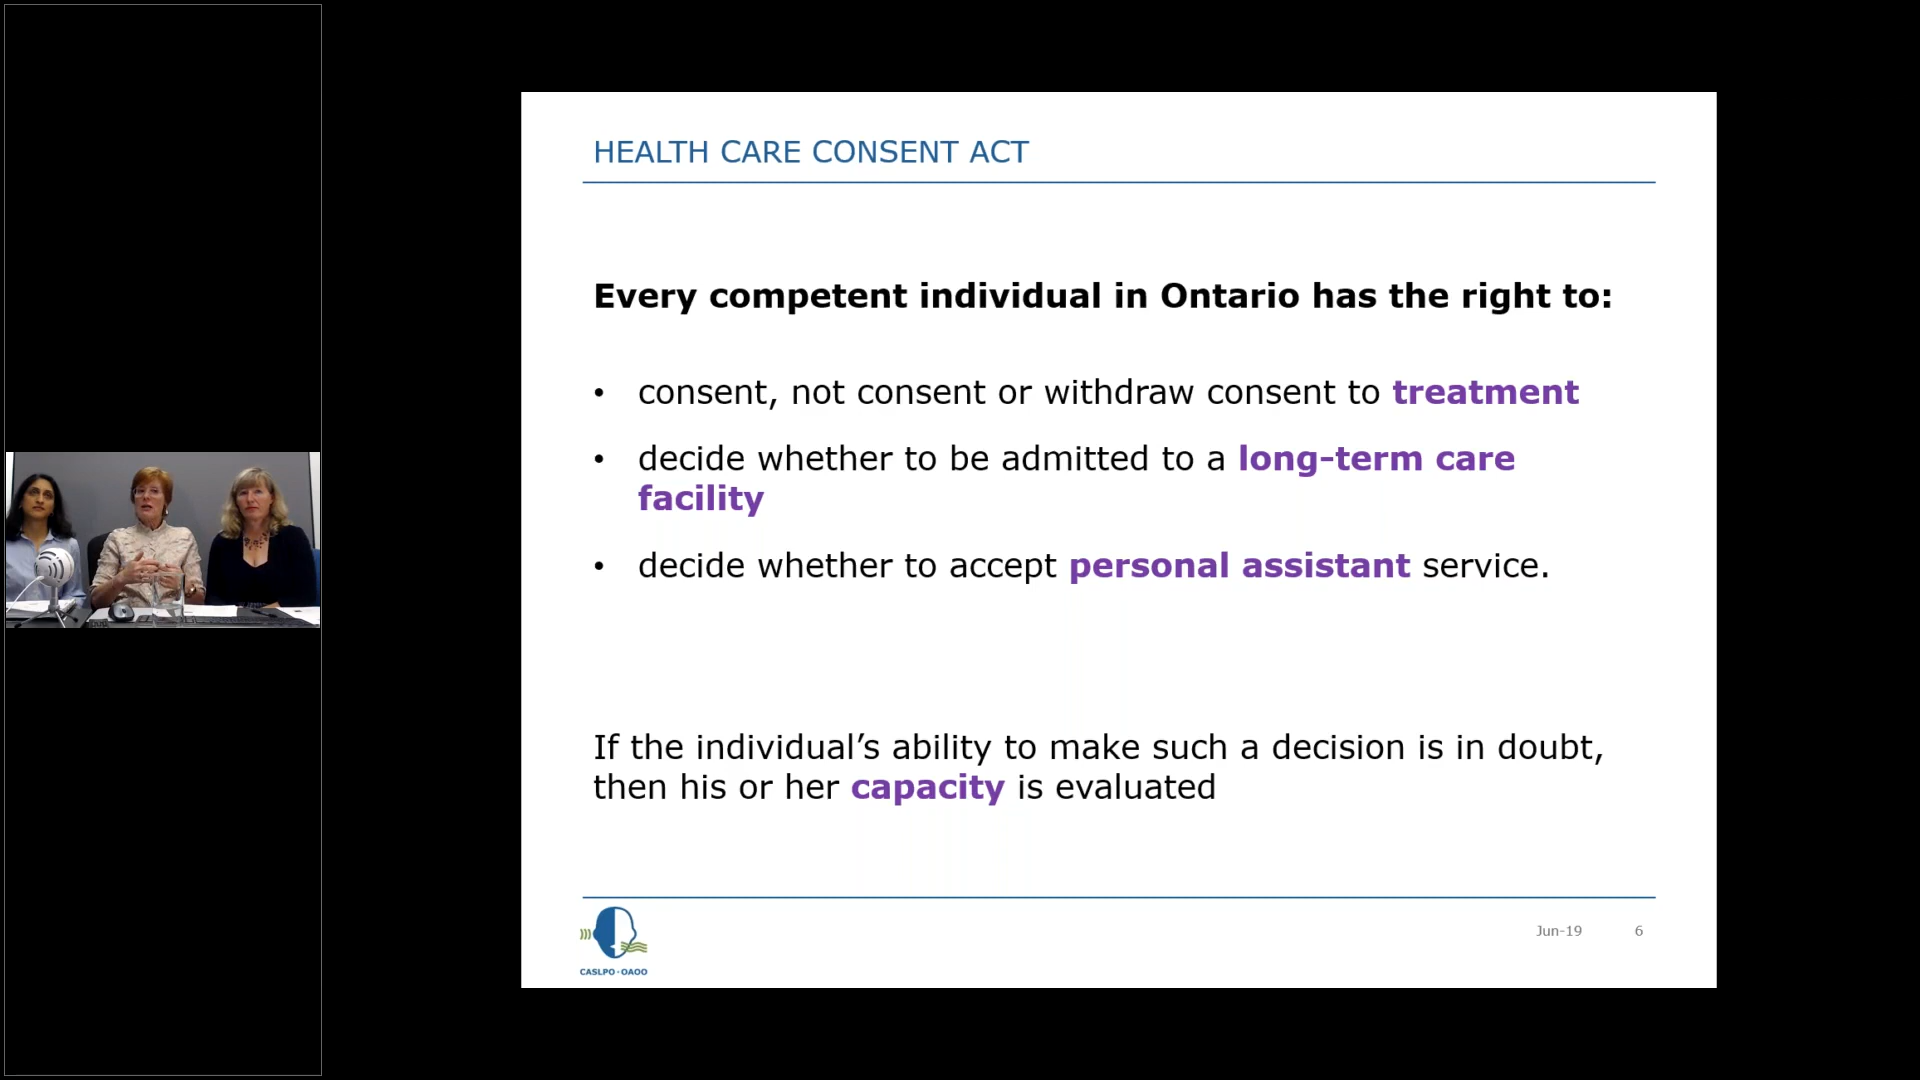 HEALTH CARE CONSENT ACT
Every competent individual in Ontario has the right to:
• consent, not consent or withdraw consent to treatment
• decide whether to be admitted to a long-term care
facility
• decide whether to accept personal assistant service.
If the individual’s ability to make such a decision is in doubt,
then his or her capacity is evaluated
CASLPO·OAOO
Jun-19 6